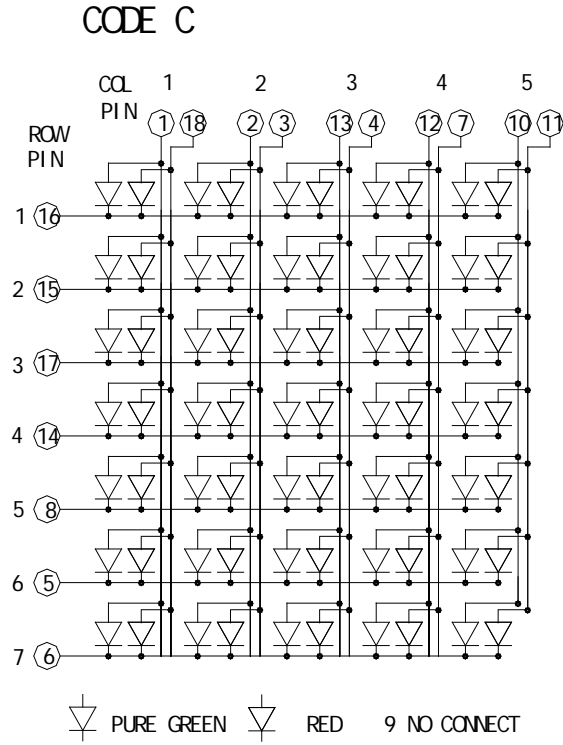 CODE C
COL 1 2 3 4 5
PIN 1 18 2 3 13 4 12 7 10 11
ROW
PIN
1 16
2 15
3 17
4 14
5 8
6 5
7 6
PURE GREEN RED 9 NO CONNECT